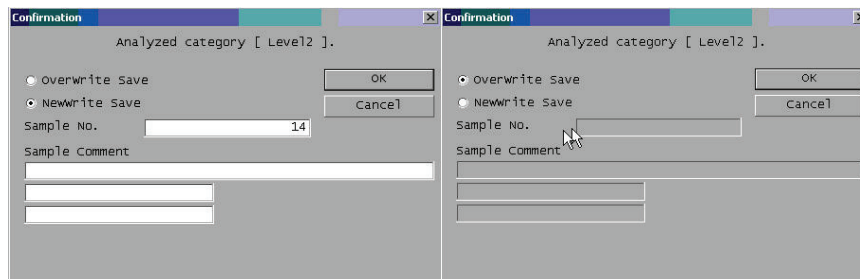 Confirmation
Analyzed category [ Level2 ].
OverWrite Save
OK
NewWrite Save
Cancel
Sample No.
14
Sample Comment
Confirmation
Analyzed category [ Level2 ].
OverWrite Save
OK
NewWrite Save
Cancel
Sample No.
Sample Comment